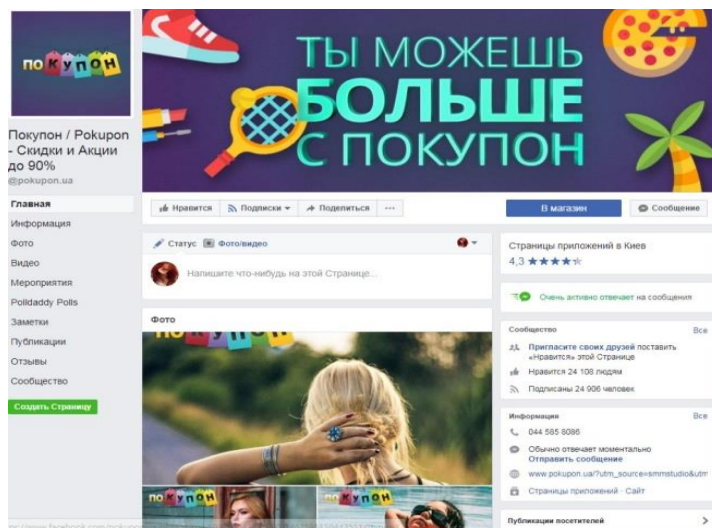 ПОКУПОН
ТЫ МОЖЕШЬ
БОЛЬШЕ
С ПОКУПОН
Покупон / Pokupon
- Скидки и Акции
до 90%
@pokupon.ua
Главная
Информация
Фото
Видео
Мероприятия
Polldaddy Polls
Заметки
Публикации
Отзывы
Сообщество
Создать Страницу
Нравится Подписки Поделиться ...
В магазин Сообщение
Статус Фото/видео
Напишите что-нибудь на этой Странице...
Фото
ПОКУПОН
ПОКУПОН
ПОКУПОН
Страницы приложений в Киев
4,3
Очень активно отвечает на сообщения
Сообщество Все
Пригласите своих друзей поставить
«Нравится» этой Странице
Нравится 24 108 людям
Подписаны 24 906 человек
Информация Все
044 585 8086
Обычно отвечает моментально
Отправить сообщение
www.pokupon.ua/?utm_source=smmstudio&utm
Страницы приложений · Сайт
Публикации посетителей